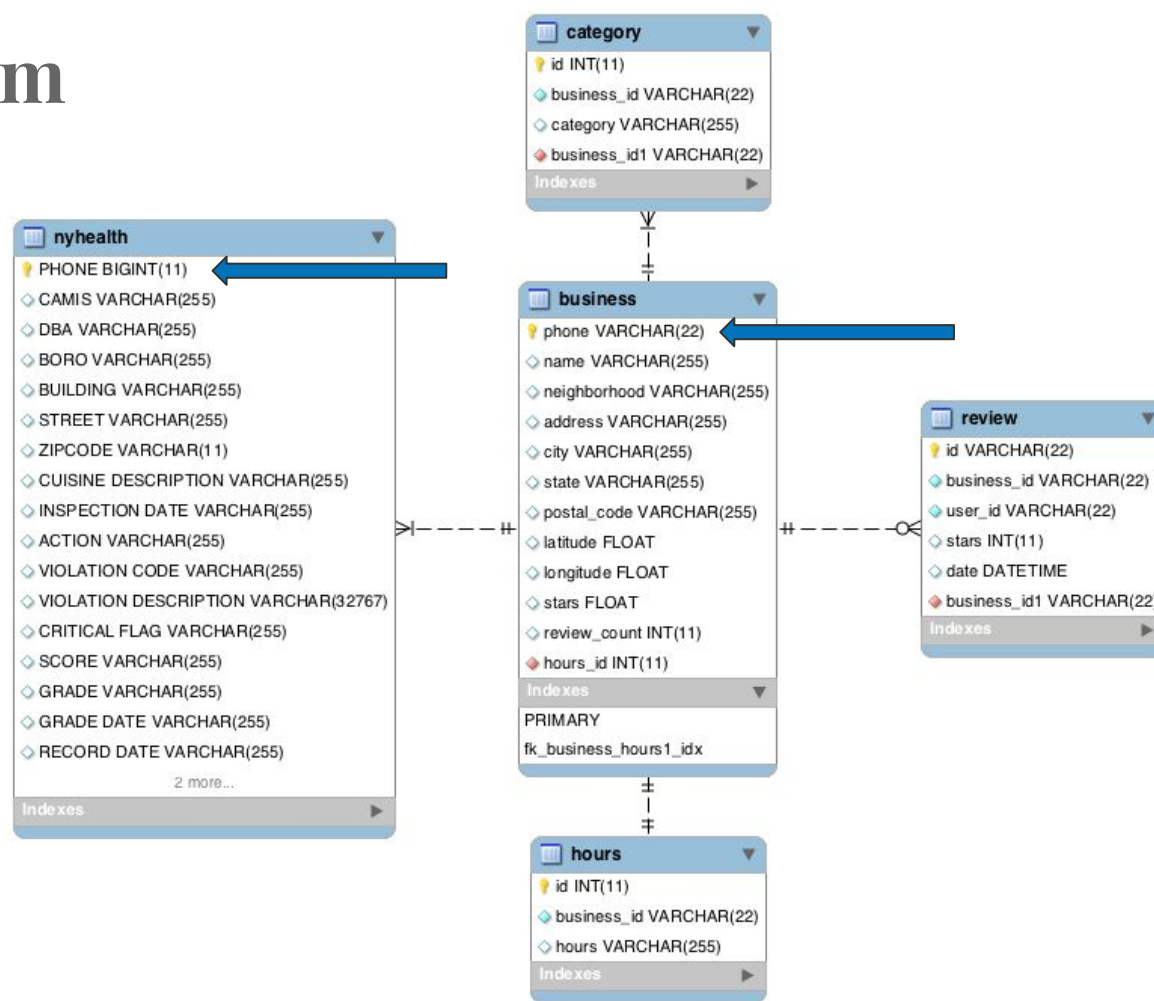 m
category
id INT(11)
business_id VARCHAR(22)
category VARCHAR(255)
business_id1 VARCHAR(22)
Indexes
nyhealth
PHONE BIGINT(11)
CAMIS VARCHAR(255)
DBA VARCHAR(255)
BORO VARCHAR(255)
BUILDING VARCHAR(255)
STREET VARCHAR(255)
ZIPCODE VARCHAR(11)
CUISINE DESCRIPTION VARCHAR(255)
INSPECTION DATE VARCHAR(255)
ACTION VARCHAR(255)
VIOLATION CODE VARCHAR(255)
VIOLATION DESCRIPTION VARCHAR(32767)
CRITICAL FLAG VARCHAR(255)
SCORE VARCHAR(255)
GRADE VARCHAR(255)
GRADE DATE VARCHAR(255)
RECORD DATE VARCHAR(255)
2 more...
Indexes
business
phone VARCHAR(22)
name VARCHAR(255)
neighborhood VARCHAR(255)
address VARCHAR(255)
city VARCHAR(255)
state VARCHAR(255)
postal_code VARCHAR(255)
latitude FLOAT
longitude FLOAT
stars FLOAT
review_count INT(11)
hours_id INT(11)
Indexes
PRIMARY
fk_business_hours1_idx
review
id VARCHAR(22)
business_id VARCHAR(22)
user_id VARCHAR(22)
stars INT(11)
date DATETIME
business_id1 VARCHAR(22)
Indexes
hours
id INT(11)
business_id VARCHAR(22)
hours VARCHAR(255)
Indexes